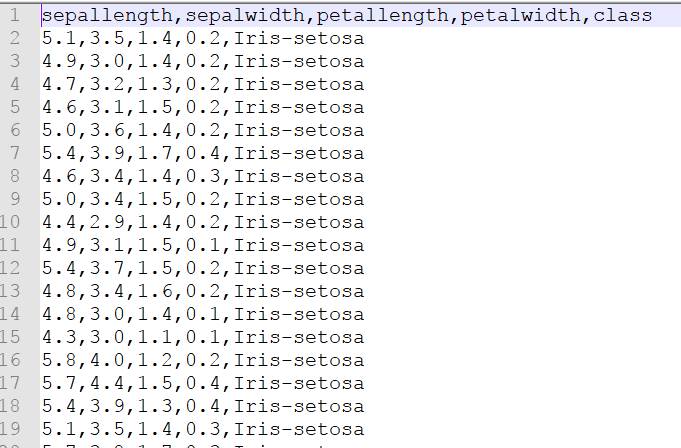 1 sepallength,sepalwidth,petallength,petalwidth,class
2 5.1,3.5,1.4,0.2,Iris-setosa
3 4.9,3.0,1.4,0.2,Iris-setosa
4 4.7,3.2,1.3,0.2,Iris-setosa
5 4.6,3.1,1.5,0.2,Iris-setosa
6 5.0,3.6,1.4,0.2,Iris-setosa
7 5.4,3.9,1.7,0.4,Iris-setosa
8 4.6,3.4,1.4,0.3,Iris-setosa
9 5.0,3.4,1.5,0.2,Iris-setosa
10 4.4,2.9,1.4,0.2,Iris-setosa
11 4.9,3.1,1.5,0.1,Iris-setosa
12 5.4,3.7,1.5,0.2,Iris-setosa
13 4.8,3.4,1.6,0.2,Iris-setosa
14 4.8,3.0,1.4,0.1,Iris-setosa
15 4.3,3.0,1.1,0.1,Iris-setosa
16 5.8,4.0,1.2,0.2,Iris-setosa
17 5.7,4.4,1.5,0.4,Iris-setosa
18 5.4,3.9,1.3,0.4,Iris-setosa
19 5.1,3.5,1.4,0.3,Iris-setosa